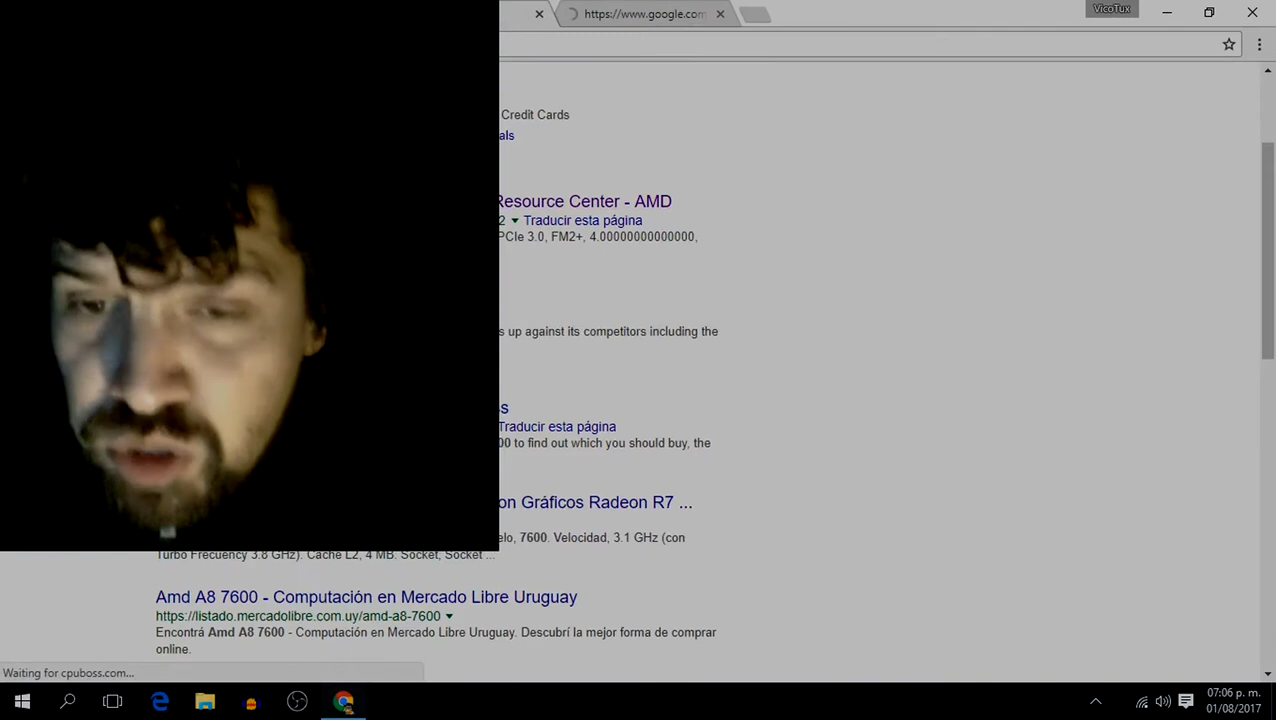 https://www.google.com
VicoTux
Credit Cards
als
Resource Center - AMD
2 Traducir esta página
PCIe 3.0, FM2+, 4.00000000000000,
s up against its competitors including the
s
Traducir esta página
00 to find out which you should buy, the
on Gráficos Radeon R7 ...
elo, 7600. Velocidad, 3.1 GHz (con
Turbo Frecuency 3.8 GHz). Caché L2, 4 MB. Socket, Socket ...
Amd A8 7600 - Computación en Mercado Libre Uruguay
https://listado.mercadolibre.com.uy/amd-a8-7600
Encontrá Amd A8 7600 - Computación en Mercado Libre Uruguay. Descubrí la mejor forma de comprar
online.
Waiting for cpuboss.com...
07:06 p. m.
01/08/2017